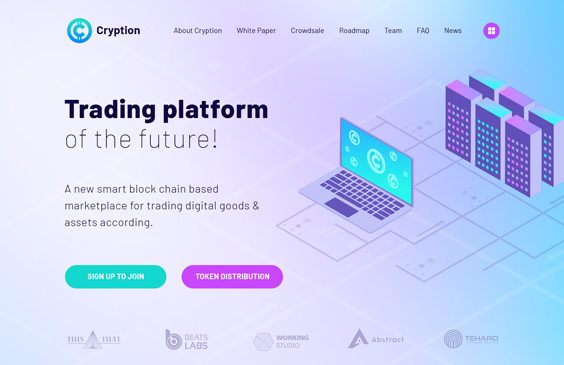 Cryption
About Cryption White Paper Crowdsale Roadmap Team FAQ News
Trading platform
of the future!
A new smart block chain based
marketplace for trading digital goods &
assets according.
SIGN UP TO JOIN TOKEN DISTRIBUTION
THIS THAT
BEATS
LABS
WORKING
STUDIO
Abstract
TEHARD